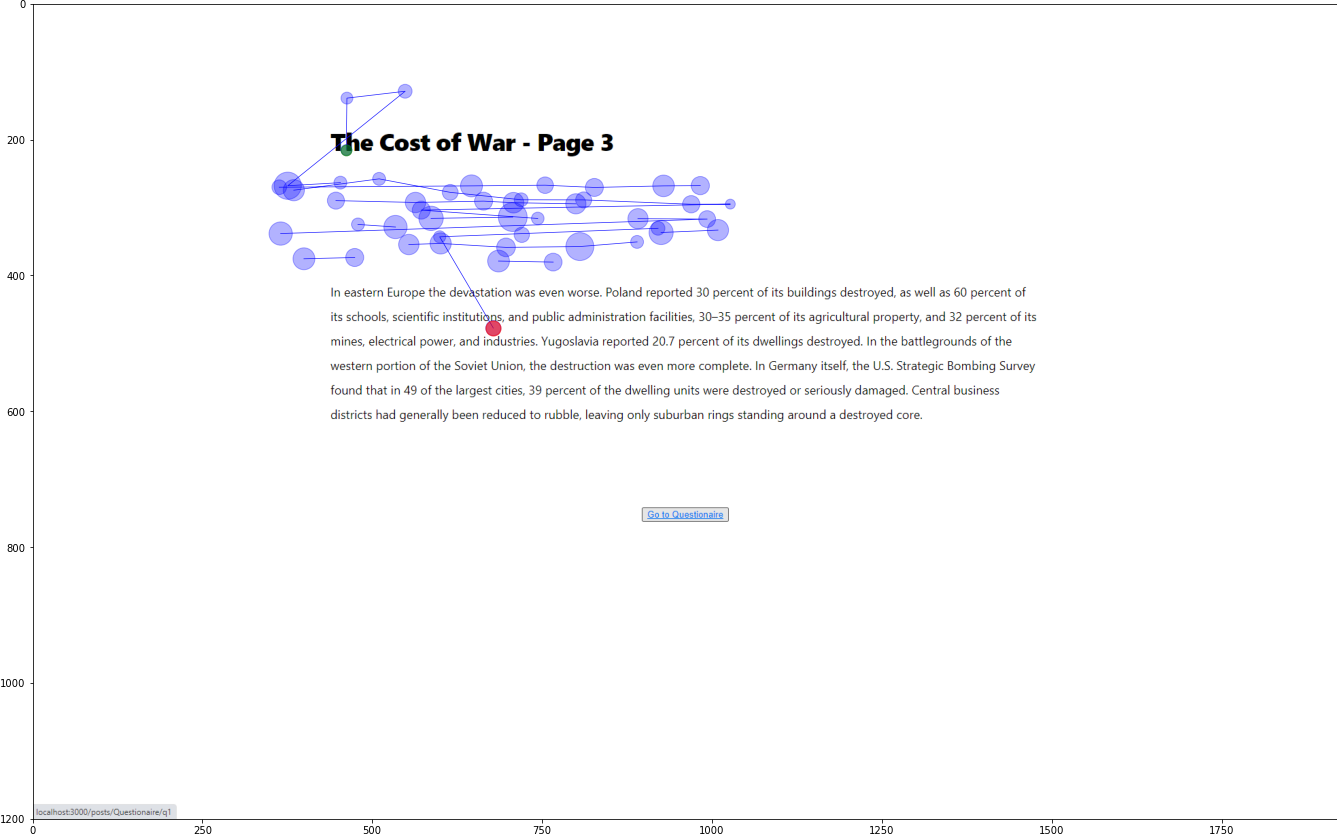 0
200
The Cost of War - Page 3
400
In eastern Europe the devastation was even worse. Poland reported 30 percent of its buildings destroyed, as well as 60 percent of
its schools, scientific institutions, and public administration facilities, 30–35 percent of its agricultural property, and 32 percent of its
mines, electrical power, and industries. Yugoslavia reported 20.7 percent of its dwellings destroyed. In the battlegrounds of the
western portion of the Soviet Union, the destruction was even more complete. In Germany itself, the U.S. Strategic Bombing Survey
found that in 49 of the largest cities, 39 percent of the dwelling units were destroyed or seriously damaged. Central business
districts had generally been reduced to rubble, leaving only suburban rings standing around a destroyed core.
600
Go to Questionaire
800
1000
localhost:3000/posts/Questionaire/q1
1200
0 250 500 750 1000 1250 1500 1750